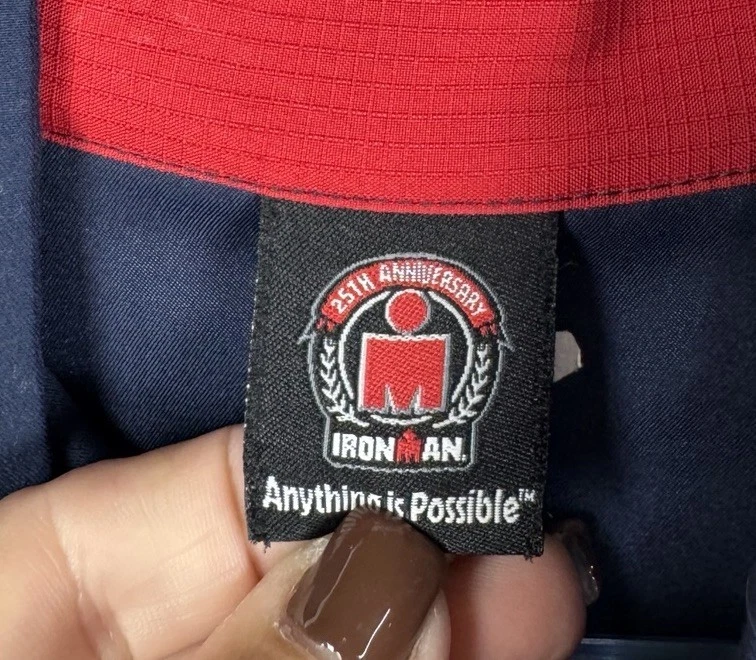 25TH ANNIVERSARY
IRONMAN.
Anything is Possible™